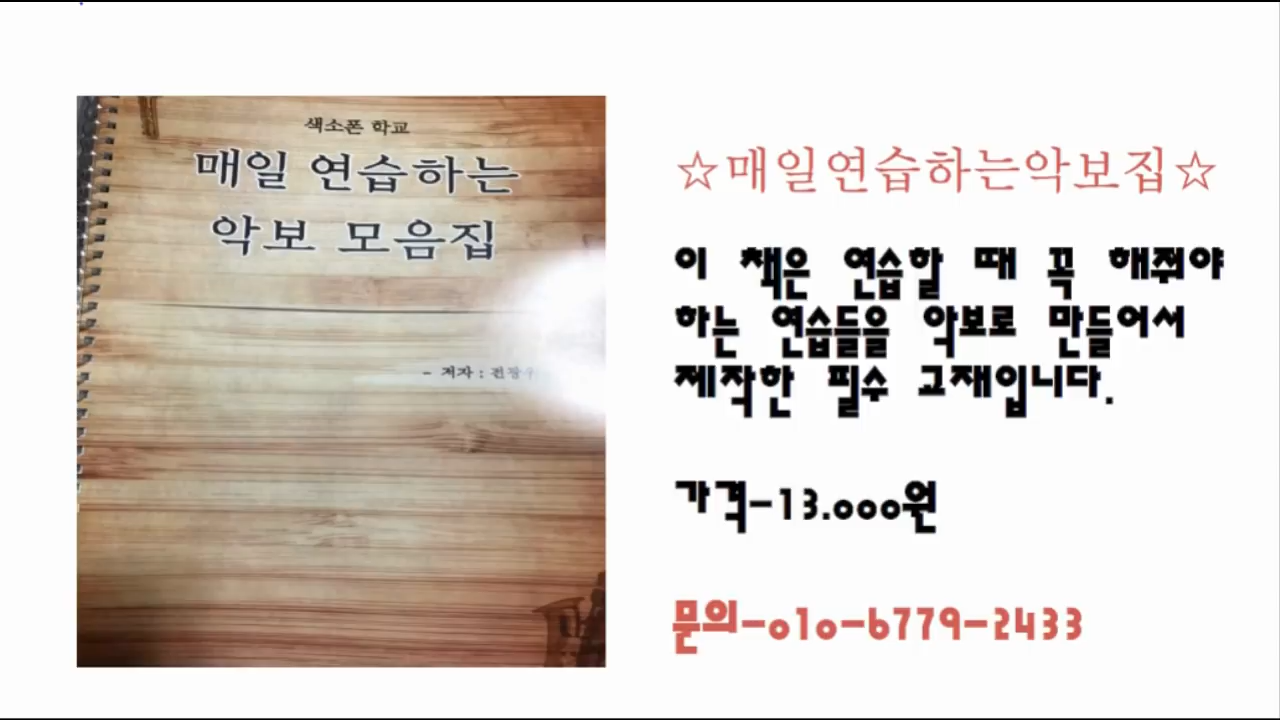 색소폰 학교
매일 연습하는
악보 모음집
- 저자 :
☆매일연습하는악보집☆
이 책은 연습할 때 꼭 해줘야
하는 연습들을 악보로 만들어서
제작한 필수 교재입니다.
가격-13.000원
문의-010-6779-2433